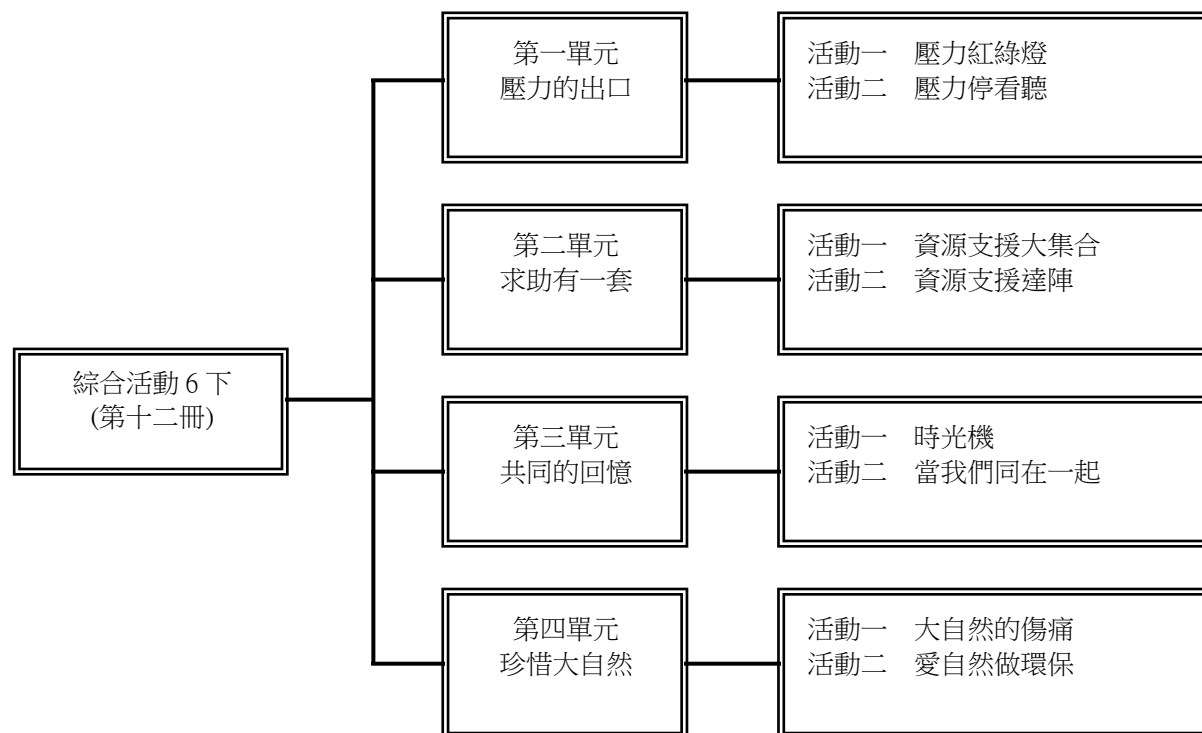 綜合活動 6 下
(第十二冊)
第一單元
壓力的出口
活動一　壓力紅綠燈
活動二　壓力停看聽
第二單元
求助有一套
活動一　資源支援大集合
活動二　資源支援達陣
第三單元
共同的回憶
活動一　時光機
活動二　當我們同在一起
第四單元
珍惜大自然
活動一　大自然的傷痛
活動二　愛自然做環保